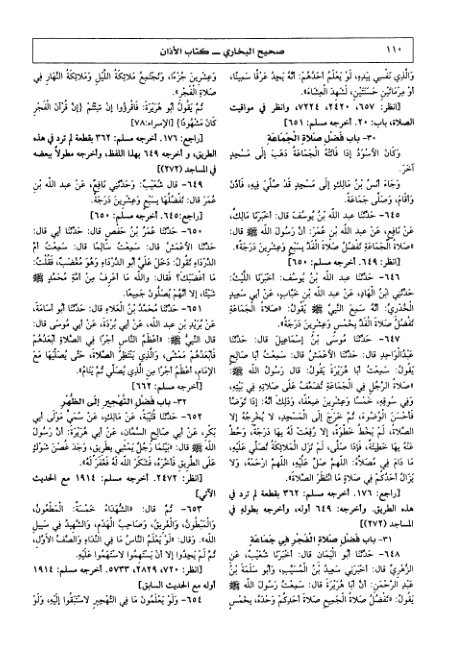 ١١٠
صحيح البخاري ــ كتاب الأذان
وَالَّذِي نَفْسِي بِيَدِهِ، لَوْ يَعْلَمُ أَحَدُهُمْ: أَنَّهُ يَجِدُ عَرْقًا سَمِينًا،
أَوْ مِرْمَاتَيْنِ حَسَنَتَيْنِ، لَشَهِدَ الْعِشَاءَ».
[انظر: ٦٥٧، ٢٤٢٠، ٧٢٢٤، وانظر في مواقيت
الصلاة، باب: ٢٠. أخرجه مسلم: ٦٥١]
٣٠- باب فَضْلِ صَلَاةِ الْجَمَاعَةِ
وَكَانَ الأَسْوَدُ إِذَا فَاتَتْهُ الْجَمَاعَةُ ذَهَبَ إِلَى مَسْجِدٍ
آخَرَ.
وَجَاءَ أَنَسُ بْنُ مَالِكٍ إِلَى مَسْجِدٍ قَدْ صُلِّيَ فِيهِ، فَأَذَّنَ
وَأَقَامَ، وَصَلَّى جَمَاعَةً.
٦٤٥- حَدَّثَنَا عَبْدُ اللَّهِ بْنُ يُوسُفَ: أَخْبَرَنَا مَالِكٌ،
عَنْ نَافِعٍ، عَنْ عَبْدِ اللَّهِ بْنِ عُمَرَ: أَنَّ رَسُولَ اللَّهِ ﷺ قَالَ:
«صَلَاةُ الْجَمَاعَةِ تَفْضُلُ صَلَاةَ الْفَذِّ بِسَبْعٍ وَعِشْرِينَ دَرَجَةً».
[انظر: ٦٤٩. أخرجه مسلم: ٦٥٠]
٦٤٦- حَدَّثَنَا عَبْدُ اللَّهِ بْنُ يُوسُفَ: أَخْبَرَنَا اللَّيْثُ:
حَدَّثَنِي ابْنُ الْهَادِ، عَنْ عَبْدِ اللَّهِ بْنِ خَبَّابٍ، عَنْ أَبِي سَعِيدٍ
الْخُدْرِيِّ: أَنَّهُ سَمِعَ النَّبِيَّ ﷺ يَقُولُ: «صَلَاةُ الْجَمَاعَةِ
تَفْضُلُ صَلَاةَ الْفَذِّ بِخَمْسٍ وَعِشْرِينَ دَرَجَةً».
٦٤٧- حَدَّثَنَا مُوسَى بْنُ إِسْمَاعِيلَ قَالَ: حَدَّثَنَا
عَبْدُالْوَاحِدِ قَالَ: حَدَّثَنَا الأَعْمَشُ قَالَ: سَمِعْتُ أَبَا صَالِحٍ
يَقُولُ: سَمِعْتُ أَبَا هُرَيْرَةَ يَقُولُ: قَالَ رَسُولُ اللَّهِ ﷺ:
«صَلَاةُ الرَّجُلِ فِي الْجَمَاعَةِ تُضَعَّفُ عَلَى صَلَاتِهِ فِي بَيْتِهِ،
وَفِي سُوقِهِ، خَمْسًا وَعِشْرِينَ ضِعْفًا، وَذَلِكَ أَنَّهُ: إِذَا تَوَضَّأَ
فَأَحْسَنَ الْوُضُوءَ، ثُمَّ خَرَجَ إِلَى الْمَسْجِدِ، لَا يُخْرِجُهُ إِلَّا
الصَّلَاةُ، لَمْ يَخْطُ خَطْوَةً، إِلَّا رُفِعَتْ لَهُ بِهَا دَرَجَةٌ، وَحُطَّ
عَنْهُ بِهَا خَطِيئَةٌ، فَإِذَا صَلَّى، لَمْ تَزَلِ الْمَلَائِكَةُ تُصَلِّي عَلَيْهِ،
مَا دَامَ فِي مُصَلَّاهُ: اللَّهُمَّ صَلِّ عَلَيْهِ، اللَّهُمَّ ارْحَمْهُ، وَلَا
يَزَالُ أَحَدُكُمْ فِي صَلَاةٍ مَا انْتَظَرَ الصَّلَاةَ».
[راجع: ١٧٦. أخرجه مسلم: ٣٦٢ بقطعة لم ترد في
هذه الطريق. وأخرجه: ٦٤٩ أوله، وأخرجه بطوله في
المساجد (٢٧٢)]
٣١- باب فَضْلِ صَلَاةِ الْفَجْرِ فِي جَمَاعَةٍ
٦٤٨- حَدَّثَنَا أَبُو الْيَمَانِ قَالَ: أَخْبَرَنَا شُعَيْبٌ، عَنِ
الزُّهْرِيِّ قَالَ: أَخْبَرَنِي سَعِيدُ بْنُ الْمُسَيَّبِ، وَأَبُو سَلَمَةَ بْنُ
عَبْدِ الرَّحْمَنِ: أَنَّ أَبَا هُرَيْرَةَ قَالَ: سَمِعْتُ رَسُولَ اللَّهِ ﷺ
يَقُولُ: «تَفْضُلُ صَلَاةُ الْجَمِيعِ صَلَاةَ أَحَدِكُمْ وَحْدَهُ، بِخَمْسٍ
وَعِشْرِينَ جُزْءًا، وَتَجْتَمِعُ مَلَائِكَةُ اللَّيْلِ وَمَلَائِكَةُ النَّهَارِ فِي
صَلَاةِ الْفَجْرِ».
ثُمَّ يَقُولُ أَبُو هُرَيْرَةَ: فَاقْرَؤُوا إِنْ شِئْتُمْ {إِنَّ قُرْآنَ الْفَجْرِ
كَانَ مَشْهُودًا} [الإسراء:٧٨]
[راجع: ١٧٦. أخرجه مسلم: ٣٦٢ بقطعة لم ترد في هذه
الطريق، و أخرجه ٦٤٩ بهذا اللفظ، وأخرجه مطولاً ببعضه
في المساجد (٢٧٢)]
٦٤٩- قَالَ شُعَيْبٌ: وَحَدَّثَنِي نَافِعٌ، عَنْ عَبْدِ اللَّهِ بْنِ
عُمَرَ قَالَ: تَفْضُلُهَا بِسَبْعٍ وَعِشْرِينَ دَرَجَةً.
[راجع: ٦٤٥. أخرجه مسلم: ٦٥٠]
٦٥٠- حَدَّثَنَا عُمَرُ بْنُ حَفْصٍ قَالَ: حَدَّثَنَا أَبِي قَالَ:
حَدَّثَنَا الأَعْمَشُ قَالَ: سَمِعْتُ سَالِمًا قَالَ: سَمِعْتُ أُمَّ
الدَّرْدَاءِ تَقُولُ: دَخَلَ عَلَيَّ أَبُو الدَّرْدَاءِ وَهُوَ مُغْضَبٌ، فَقُلْتُ:
مَا أَغْضَبَكَ؟ فَقَالَ: وَاللَّهِ مَا أَعْرِفُ مِنْ أُمَّةِ مُحَمَّدٍ ﷺ
شَيْئًا، إِلَّا أَنَّهُمْ يُصَلُّونَ جَمِيعًا.
٦٥١- حَدَّثَنَا مُحَمَّدُ بْنُ الْعَلَاءِ قَالَ: حَدَّثَنَا أَبُو أُسَامَةَ،
عَنْ بُرَيْدِ بْنِ عَبْدِ اللَّهِ، عَنْ أَبِي بُرْدَةَ، عَنْ أَبِي مُوسَى قَالَ:
قَالَ النَّبِيُّ ﷺ: «أَعْظَمُ النَّاسِ أَجْرًا فِي الصَّلَاةِ أَبْعَدُهُمْ
فَأَبْعَدُهُمْ مَمْشًى، وَالَّذِي يَنْتَظِرُ الصَّلَاةَ، حَتَّى يُصَلِّيَهَا مَعَ
الإِمَامِ، أَعْظَمُ أَجْرًا مِنَ الَّذِي يُصَلِّي ثُمَّ يَنَامُ».
[أخرجه مسلم: ٦٦٢]
٣٢- باب فَضْلِ التَّهْجِيرِ إِلَى الظُّهْرِ
٦٥٢- حَدَّثَنَا قُتَيْبَةُ، عَنْ مَالِكٍ، عَنْ سُمَيٍّ مَوْلَى أَبِي
بَكْرٍ، عَنْ أَبِي صَالِحٍ السَّمَّانِ، عَنْ أَبِي هُرَيْرَةَ: أَنَّ رَسُولَ
اللَّهِ ﷺ قَالَ: «بَيْنَمَا رَجُلٌ يَمْشِي بِطَرِيقٍ، وَجَدَ غُصْنَ شَوْكٍ
عَلَى الطَّرِيقِ فَأَخَّرَهُ، فَشَكَرَ اللَّهُ لَهُ فَغَفَرَ لَهُ».
[انظر: ٢٤٧٢. أخرجه مسلم: ١٩١٤ مع الحديث
الآتي]
٦٥٣- ثُمَّ قَالَ: «الشُّهَدَاءُ خَمْسَةٌ: الْمَطْعُونُ،
وَالْمَبْطُونُ، وَالْغَرِيقُ، وَصَاحِبُ الْهَدْمِ، وَالشَّهِيدُ فِي سَبِيلِ
اللَّهِ». وَقَالَ: «لَوْ يَعْلَمُ النَّاسُ مَا فِي النِّدَاءِ وَالصَّفِّ الأَوَّلِ،
ثُمَّ لَمْ يَجِدُوا إِلَّا أَنْ يَسْتَهِمُوا لَاسْتَهَمُوا عَلَيْهِ.
[انظر: ٧٢٠، ٢٨٢٩، ٥٧٣٣. أخرجه مسلم: ١٩١٤
أوله مع الحديث السابق]
٦٥٤- وَلَوْ يَعْلَمُونَ مَا فِي التَّهْجِيرِ لَاسْتَبَقُوا إِلَيْهِ، وَلَوْ